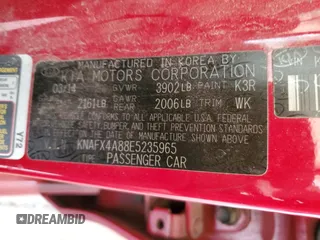 MANUFACTURED IN KOREA BY
KIA MOTORS CORPORATION
03/14 GVWR 3902LB PAINT K3R
GAWR
2161LB REAR 2006LB TRIM WK
THIS VEHICLE CONFORMS TO ALL APPLICABLE U.S.A. FEDERAL
SAFETY, BUMPER, AND THEFT PREVENTION STANDARDS IN
EFFECT ON THE DATE OF MANUFACTURE SHOWN ABOVE.
KNAFX4A88E5235965
TYPE PASSENGER CAR
Y72
DREAMBID